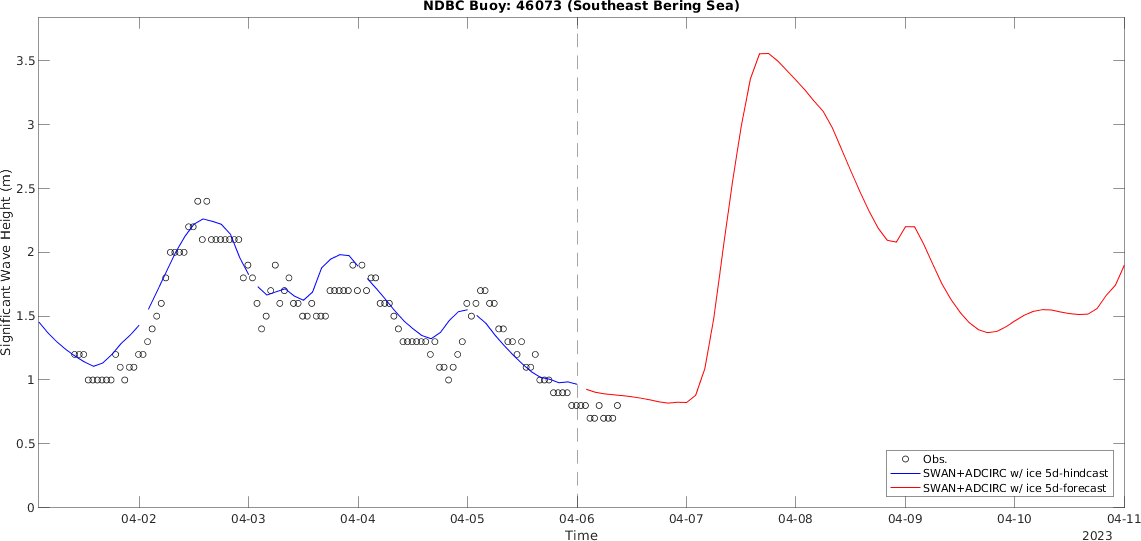 NDBC Buoy: 46073 (Southeast Bering Sea)
Significant Wave Height (m)
3.5
3
2.5
2
1.5
1
0.5
0
04-02 04-03 04-04 04-05 04-06 04-07 04-08 04-09 04-10 04-11
Time
2023
Obs.
SWAN+ADCIRC w/ ice 5d-hindcast
SWAN+ADCIRC w/ ice 5d-forecast